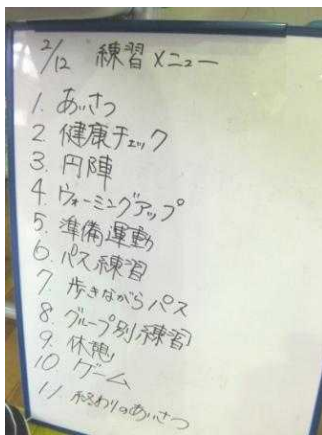 2/12 練習メニュー
1. あいさつ
2 健康チェック
3. 円陣
4. ウォーミングアップ
5. 準備運動
6. パス練習
7. 歩きながらパス
8. グループ別練習
9. 休憩
10. ゲーム
11. 終わりのあいさつ